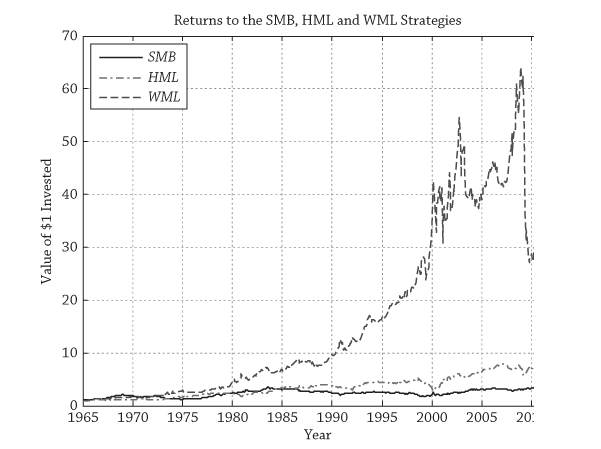 Returns to the SMB, HML and WML Strategies
70
60
50
40
30
20
10
0
SMB
HML
WML
Value of $1 Invested
1965 1970 1975 1980 1985 1990 1995 2000 2005 201
Year